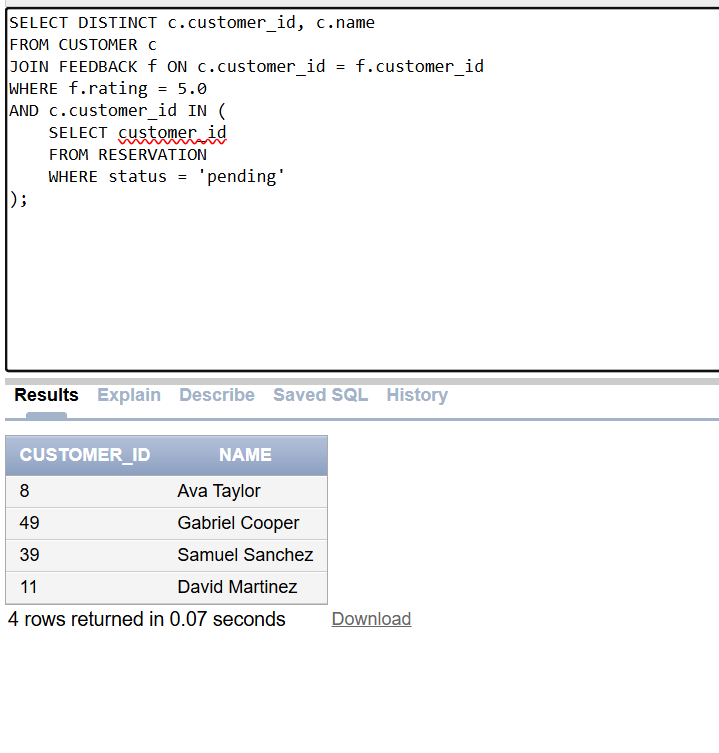 SELECT DISTINCT c.customer_id, c.name
FROM CUSTOMER c
JOIN FEEDBACK f ON c.customer_id = f.customer_id
WHERE f.rating = 5.0
AND c.customer_id IN (
    SELECT customer_id
    FROM RESERVATION
    WHERE status = 'pending'
);
Results Explain Describe Saved SQL History
CUSTOMER_ID NAME
8 Ava Taylor
49 Gabriel Cooper
39 Samuel Sanchez
11 David Martinez
4 rows returned in 0.07 seconds Download